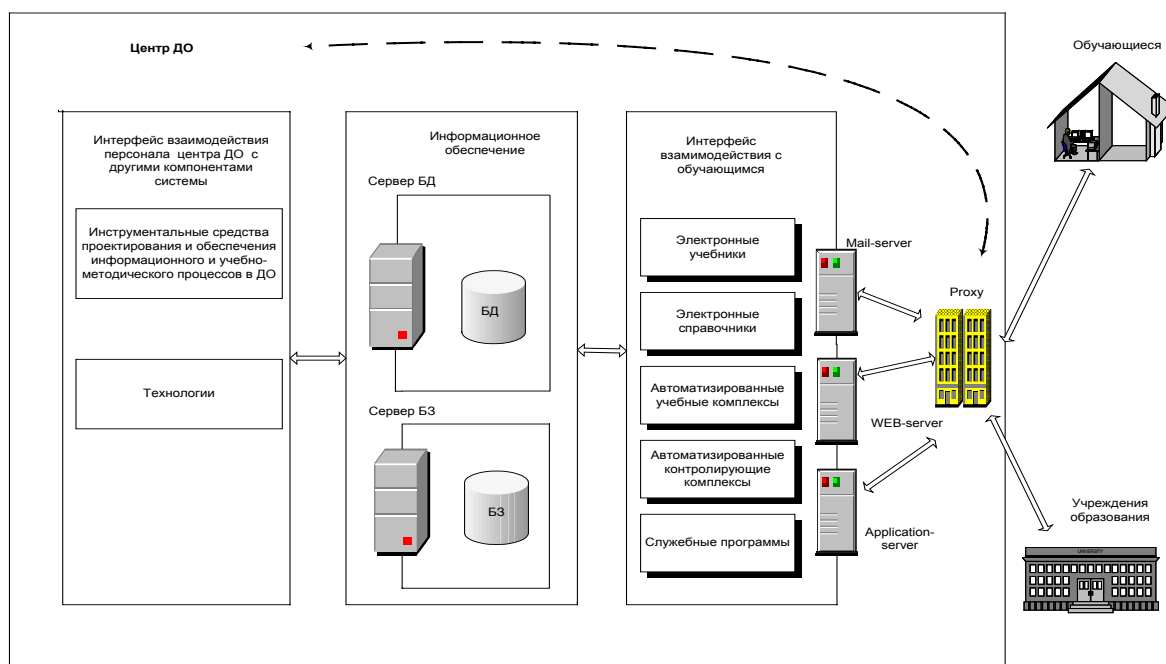 Центр ДО
Обучающиеся
Интерфейс взаимодействия
персонала центра ДО с
другими компонентами
системы
Инструментальные средства
проектирования и обеспечения
информационного и учебно-
методического процессов в ДО
Технологии
Информационное
обеспечение
Сервер БД
БД
Сервер БЗ
БЗ
Интерфейс
взамимодействия с
обучающимся
Электронные
учебники
Электронные
справочники
Автоматизированные
учебные комплексы
Автоматизированные
контролирующие
комплексы
Служебные программы
Mail-server
WEB-server
Application-
server
Proxy
Учреждения
образования
UNIVERSITY